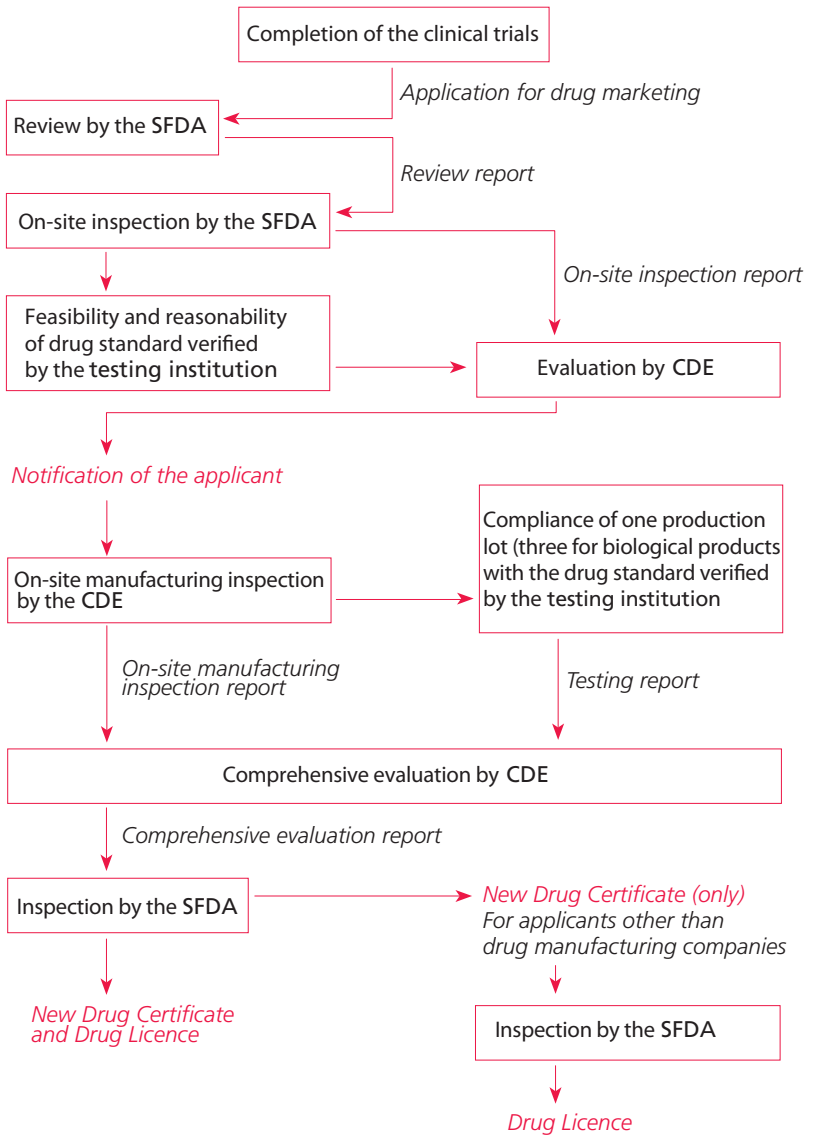 Completion of the clinical trials
Application for drug marketing
Review by the SFDA
Review report
On-site inspection by the SFDA
On-site inspection report
Feasibility and reasonability
of drug standard verified
by the testing institution
Evaluation by CDE
Notification of the applicant
Compliance of one production
lot (three for biological products
with the drug standard verified
by the testing institution
On-site manufacturing inspection
by the CDE
On-site manufacturing
inspection report
Testing report
Comprehensive evaluation by CDE
Comprehensive evaluation report
Inspection by the SFDA
New Drug Certificate (only)
For applicants other than
drug manufacturing companies
New Drug Certificate
and Drug Licence
Inspection by the SFDA
Drug Licence